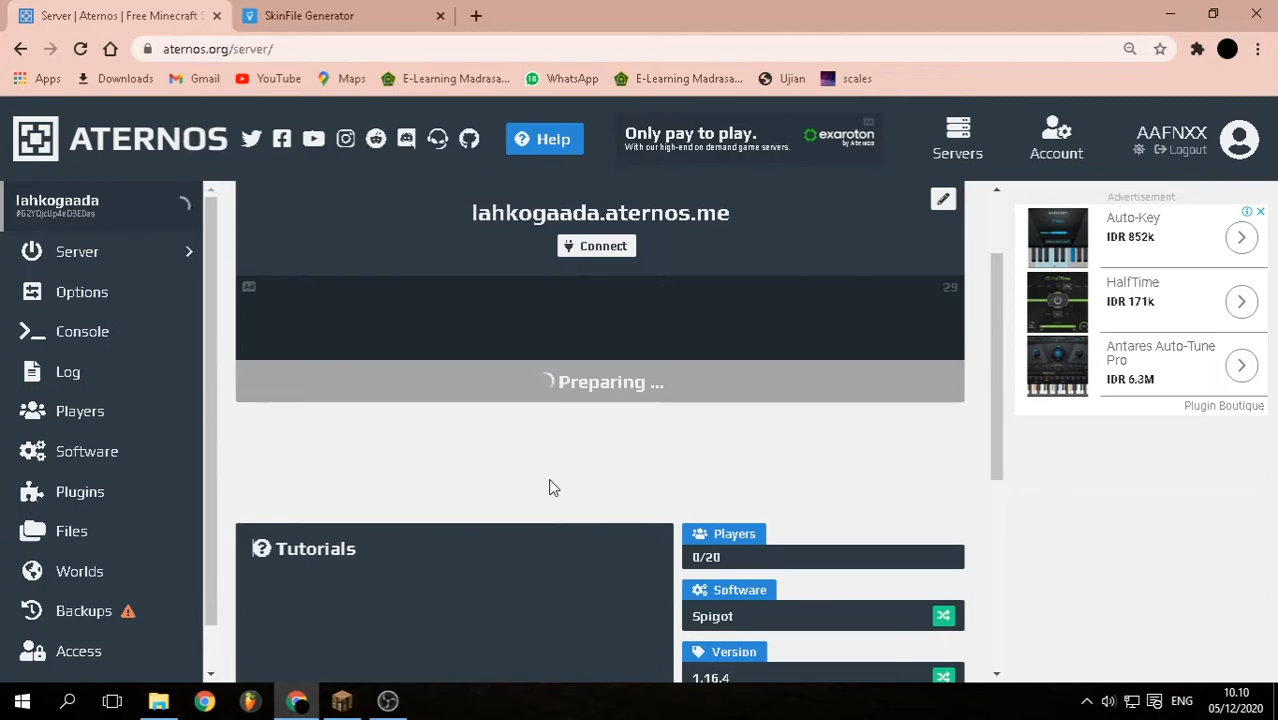 Server | Aternos | Free Minecraft S
SkinFile Generator
aternos.org/server/
Apps
Downloads
Gmail
YouTube
Maps
E-Learning Madrasa...
WhatsApp
E-Learning Madrasa...
Ujian
scales
ATERNOS
Help
Only pay to play.
With our high-end on demand game servers.
exaroton
by Aternos
Servers
Account
AAFNXX
Logout
lahkogaada
Server
Options
Console
Log
Players
Software
Plugins
Files
Worlds
Backups
Access
lahkogaada.aternos.me
Connect
Ad
29
Preparing ...
Tutorials
Players
0/20
Software
Spigot
Version
1.16.4
Advertisement
Auto-Key
IDR 852k
HalfTime
IDR 171k
Antares Auto-Tune
Pro
IDR 6.3M
Plugin Boutique
ENG
10.10
05/12/2020